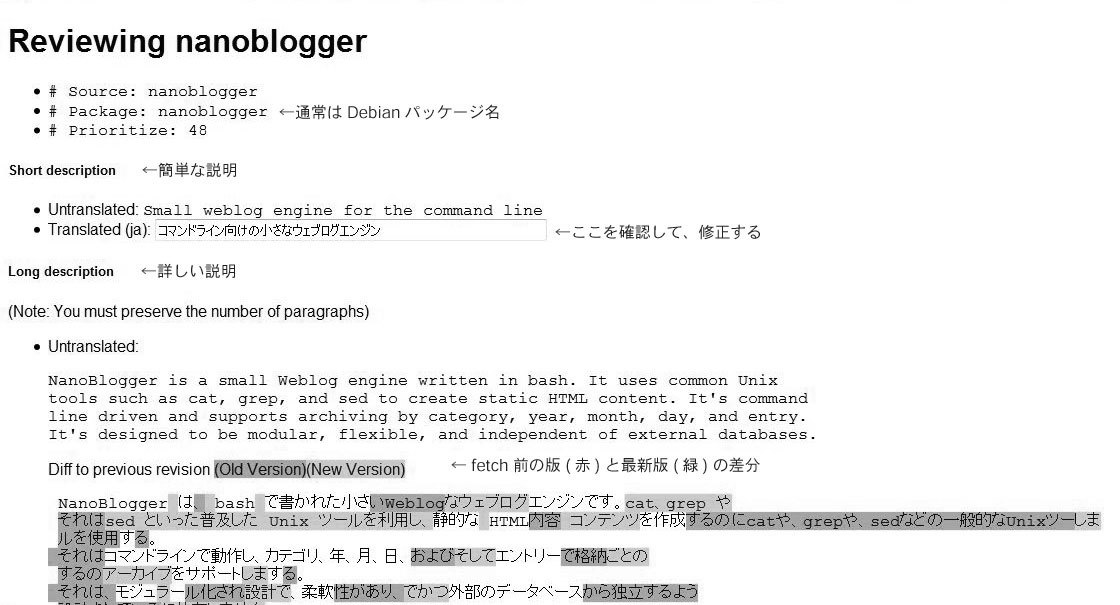 Reviewing nanoblogger
# Source: nanoblogger
# Package: nanoblogger ←通常は Debian パッケージ名
# Prioritize: 48
Short description ←簡単な説明
Untranslated: Small weblog engine for the command line
Translated (ja): コマンドライン向けの小さなウェブログエンジン ←ここを確認して、修正する
Long description ←詳しい説明
(Note: You must preserve the number of paragraphs)
Untranslated:
NanoBlogger is a small Weblog engine written in bash. It uses common Unix
tools such as cat, grep, and sed to create static HTML content. It's command
line driven and supports archiving by category, year, month, day, and entry.
It's designed to be modular, flexible, and independent of external databases.
Diff to previous revision (Old Version)(New Version) ← fetch 前の版 ( 赤 ) と最新版 ( 緑 ) の差分
NanoBlogger は、 bash で書かれた小さいWeblogなウェブログエンジンです。cat、grep や
それはsed といった普及した Unix ツールを利用し、静的な HTML内容 コンテンツを作成するのにcatや、grepや、sedなどの一般的なUnixツーしま
ルを使用する。
それはコマンドラインで動作し、カテゴリ、年、月、日、およびそしてエントリーで格納ごとの
するのアーカイブをサポートしまする。
それは、モジュラール化され設計で、柔軟性があり、でかつ外部のデータベースから独立するよう